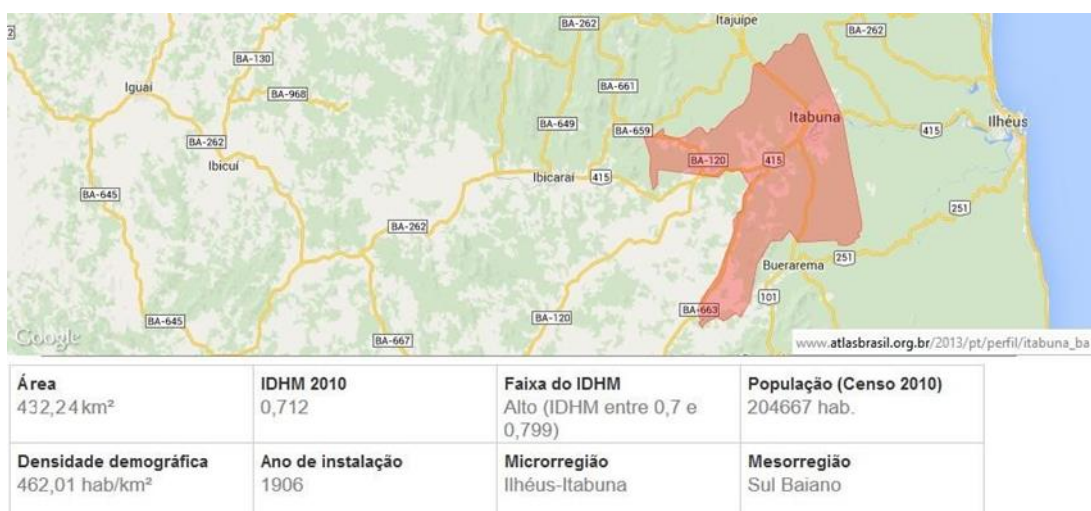 BA-262
Itajuípe
BA-262
BA-130
Iguaí
BA-661
BA-968
Itabuna
Ilhéus
BA-649
BA-659
415
BA-262
BA-120
415
Ibicuí
Ibicaraí
415
BA-645
251
BA-262
Buerarema
251
101
BA-663
BA-645
BA-120
BA-667
Google
www.atlasbrasil.org.br/2013/pt/perfil/itabuna_ba
Área
432,24 km²
IDHM 2010
0,712
Faixa do IDHM
Alto (IDHM entre 0,7 e
0,799)
População (Censo 2010)
204667 hab.
Densidade demográfica
462,01 hab/km²
Ano de instalação
1906
Microrregião
Ilhéus-Itabuna
Mesorregião
Sul Baiano